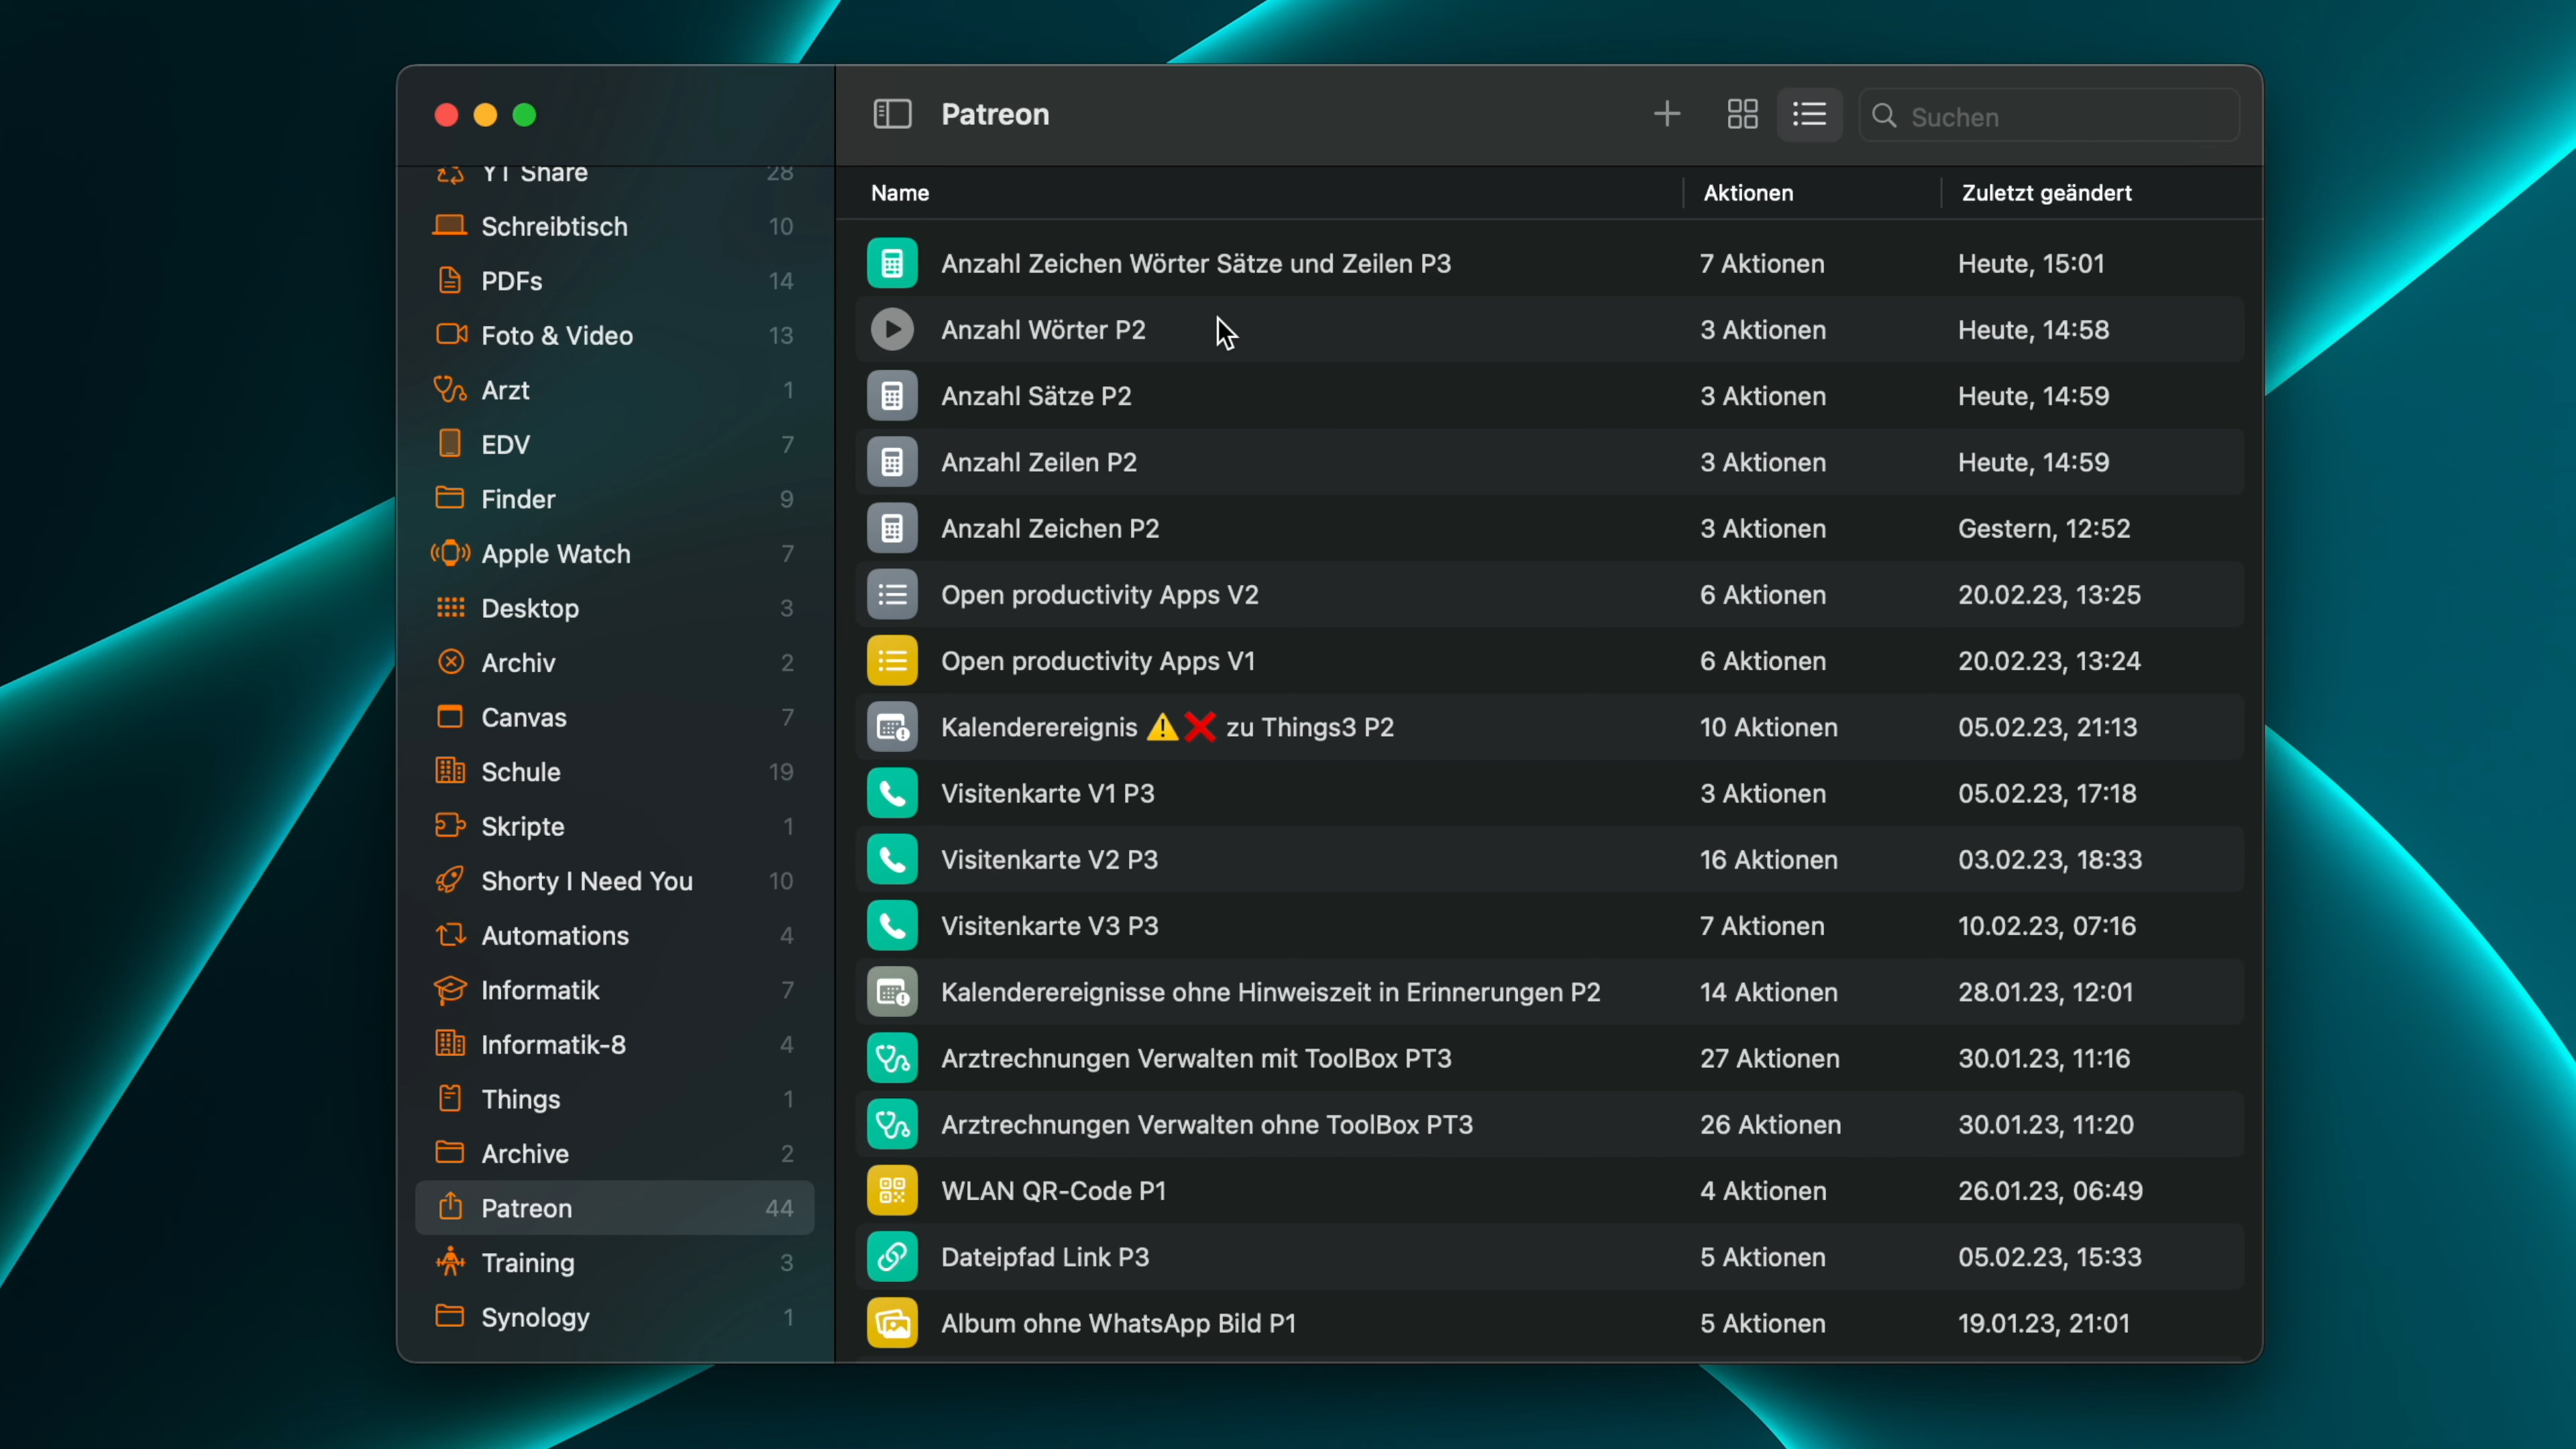 Patreon
Suchen
YT Share 28
Schreibtisch 10
PDFs 14
Foto & Video 13
Arzt 1
EDV 7
Finder 9
Apple Watch 7
Desktop 3
Archiv 2
Canvas 7
Schule 19
Skripte 1
Shorty I Need You 10
Automations 4
Informatik 7
Informatik-8 4
Things 1
Archive 2
Patreon 44
Training 3
Synology 1
Name Aktionen Zuletzt geändert
Anzahl Zeichen Wörter Sätze und Zeilen P3 7 Aktionen Heute, 15:01
Anzahl Wörter P2 3 Aktionen Heute, 14:58
Anzahl Sätze P2 3 Aktionen Heute, 14:59
Anzahl Zeilen P2 3 Aktionen Heute, 14:59
Anzahl Zeichen P2 3 Aktionen Gestern, 12:52
Open productivity Apps V2 6 Aktionen 20.02.23, 13:25
Open productivity Apps V1 6 Aktionen 20.02.23, 13:24
Kalenderereignis ⚠️❌ zu Things3 P2 10 Aktionen 05.02.23, 21:13
Visitenkarte V1 P3 3 Aktionen 05.02.23, 17:18
Visitenkarte V2 P3 16 Aktionen 03.02.23, 18:33
Visitenkarte V3 P3 7 Aktionen 10.02.23, 07:16
Kalenderereignisse ohne Hinweiszeit in Erinnerungen P2 14 Aktionen 28.01.23, 12:01
Arztrechnungen Verwalten mit ToolBox PT3 27 Aktionen 30.01.23, 11:16
Arztrechnungen Verwalten ohne ToolBox PT3 26 Aktionen 30.01.23, 11:20
WLAN QR-Code P1 4 Aktionen 26.01.23, 06:49
Dateipfad Link P3 5 Aktionen 05.02.23, 15:33
Album ohne WhatsApp Bild P1 5 Aktionen 19.01.23, 21:01